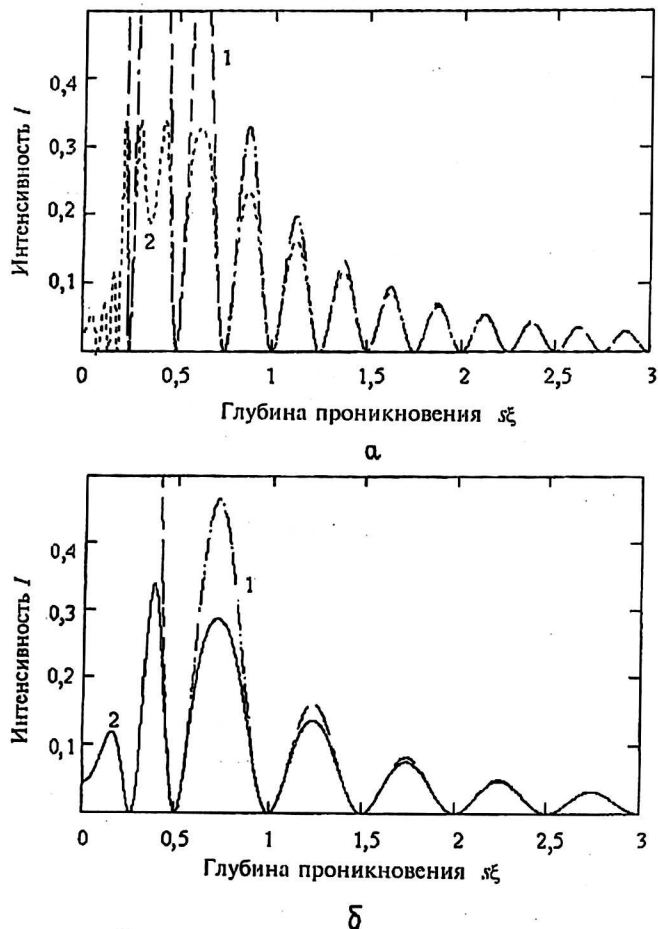 Интенсивность I
0,4
0,3
0,2
0,1
1
2
0 0,5 1 1,5 2 2,5 3
Глубина проникновения sξ
а
Интенсивность I
0,4
0,3
0,2
0,1
1
2
0 0,5 1 1,5 2 2,5 3
Глубина проникновения sξ
б